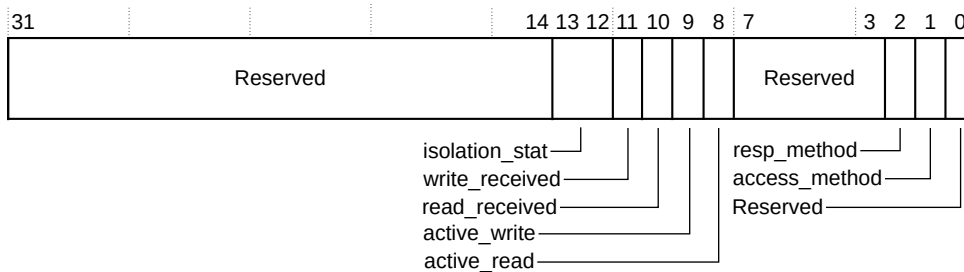 31 14 13 12 11 10 9 8 7 3 2 1 0
Reserved Reserved
isolation_stat resp_method
write_received access_method
read_received Reserved
active_write
active_read